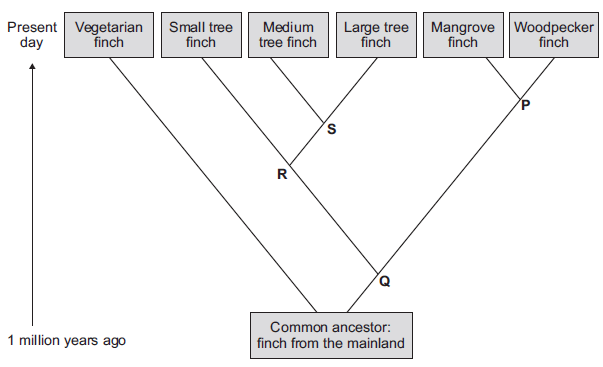 Present
day
Vegetarian
finch
Small tree
finch
Medium
tree finch
Large tree
finch
Mangrove
finch
Woodpecker
finch
P
S
R
Q
Common ancestor:
finch from the mainland
1 million years ago